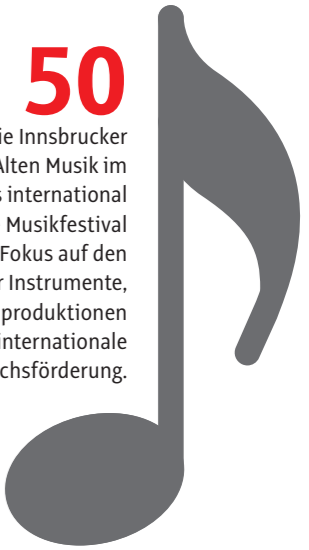 50
ie Innsbrucker
Alten Musik im
s international
Musikfestival
Fokus auf den
r Instrumente,
produktionen
internationale
chsförderung.